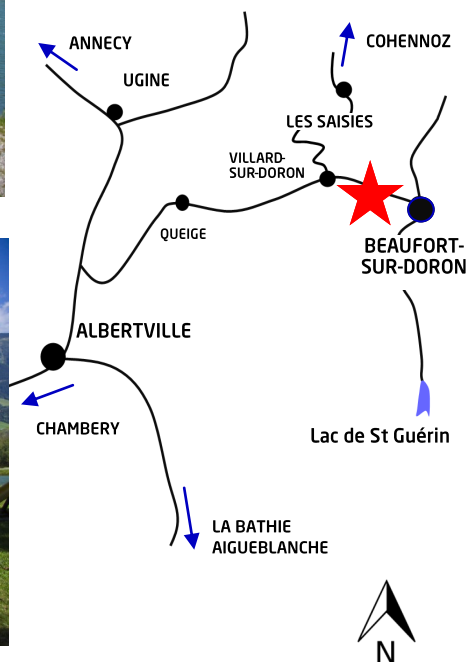 ANNECY
COHENNOZ
UGINE
LES SAISIES
VILLARD-
SUR-DORON
QUEIGE
BEAUFORT-
SUR-DORON
ALBERTVILLE
CHAMBERY
Lac de St Guérin
LA BATHIE
AIGUEBLANCHE
N